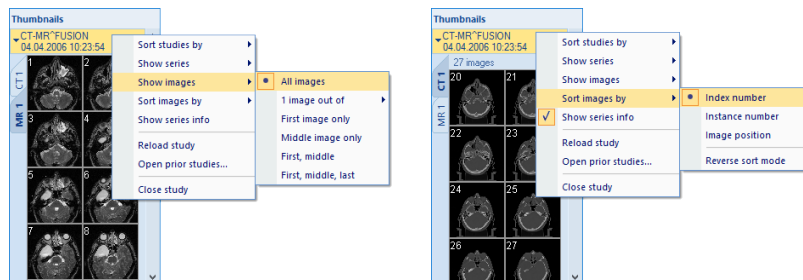 Thumbnails
CT-MR^FUSION
04.04.2006 10:23:54
CT 1
MR 1
1
2
3
4
5
6
7
8
Sort studies by
Show series
Show images
Sort images by
Show series info
Reload study
Open prior studies...
Close study
All images
1 image out of
First image only
Middle image only
First, middle
First, middle, last
Thumbnails
CT-MR^FUSION
04.04.2006 10:23:54
27 images
CT 1
MR 1
20
21
22
23
24
25
26
27
Sort studies by
Show series
Show images
Sort images by
Show series info
Reload study
Open prior studies...
Close study
Index number
Instance number
Image position
Reverse sort mode